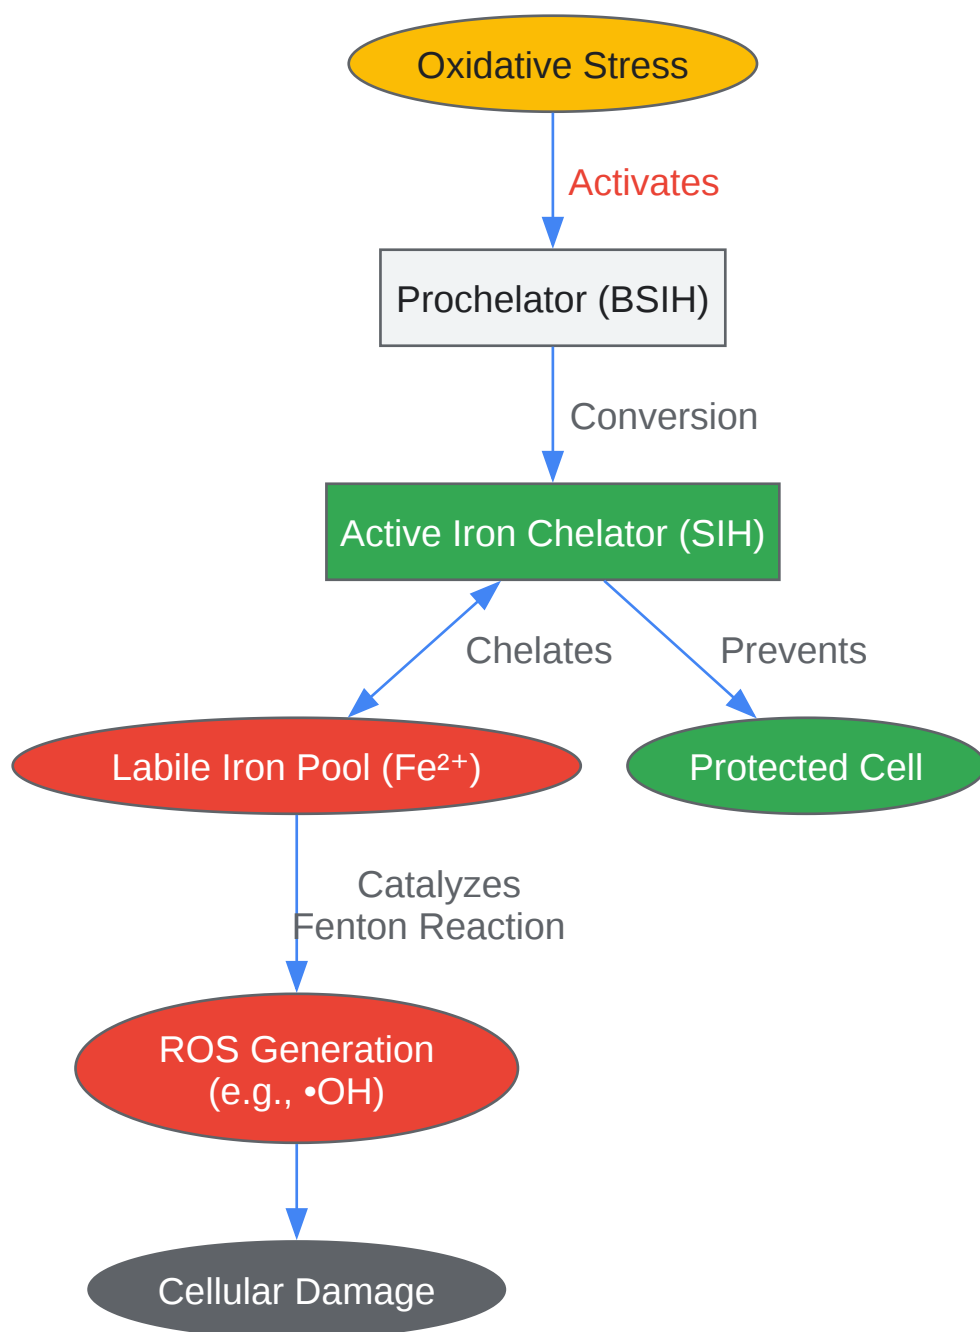 Oxidative Stress
Activates
Prochelator (BSIH)
Conversion
Active Iron Chelator (SIH)
Chelates
Prevents
Labile Iron Pool (Fe²⁺)
Protected Cell
Catalyzes
Fenton Reaction
ROS Generation
(e.g., •OH)
Cellular Damage